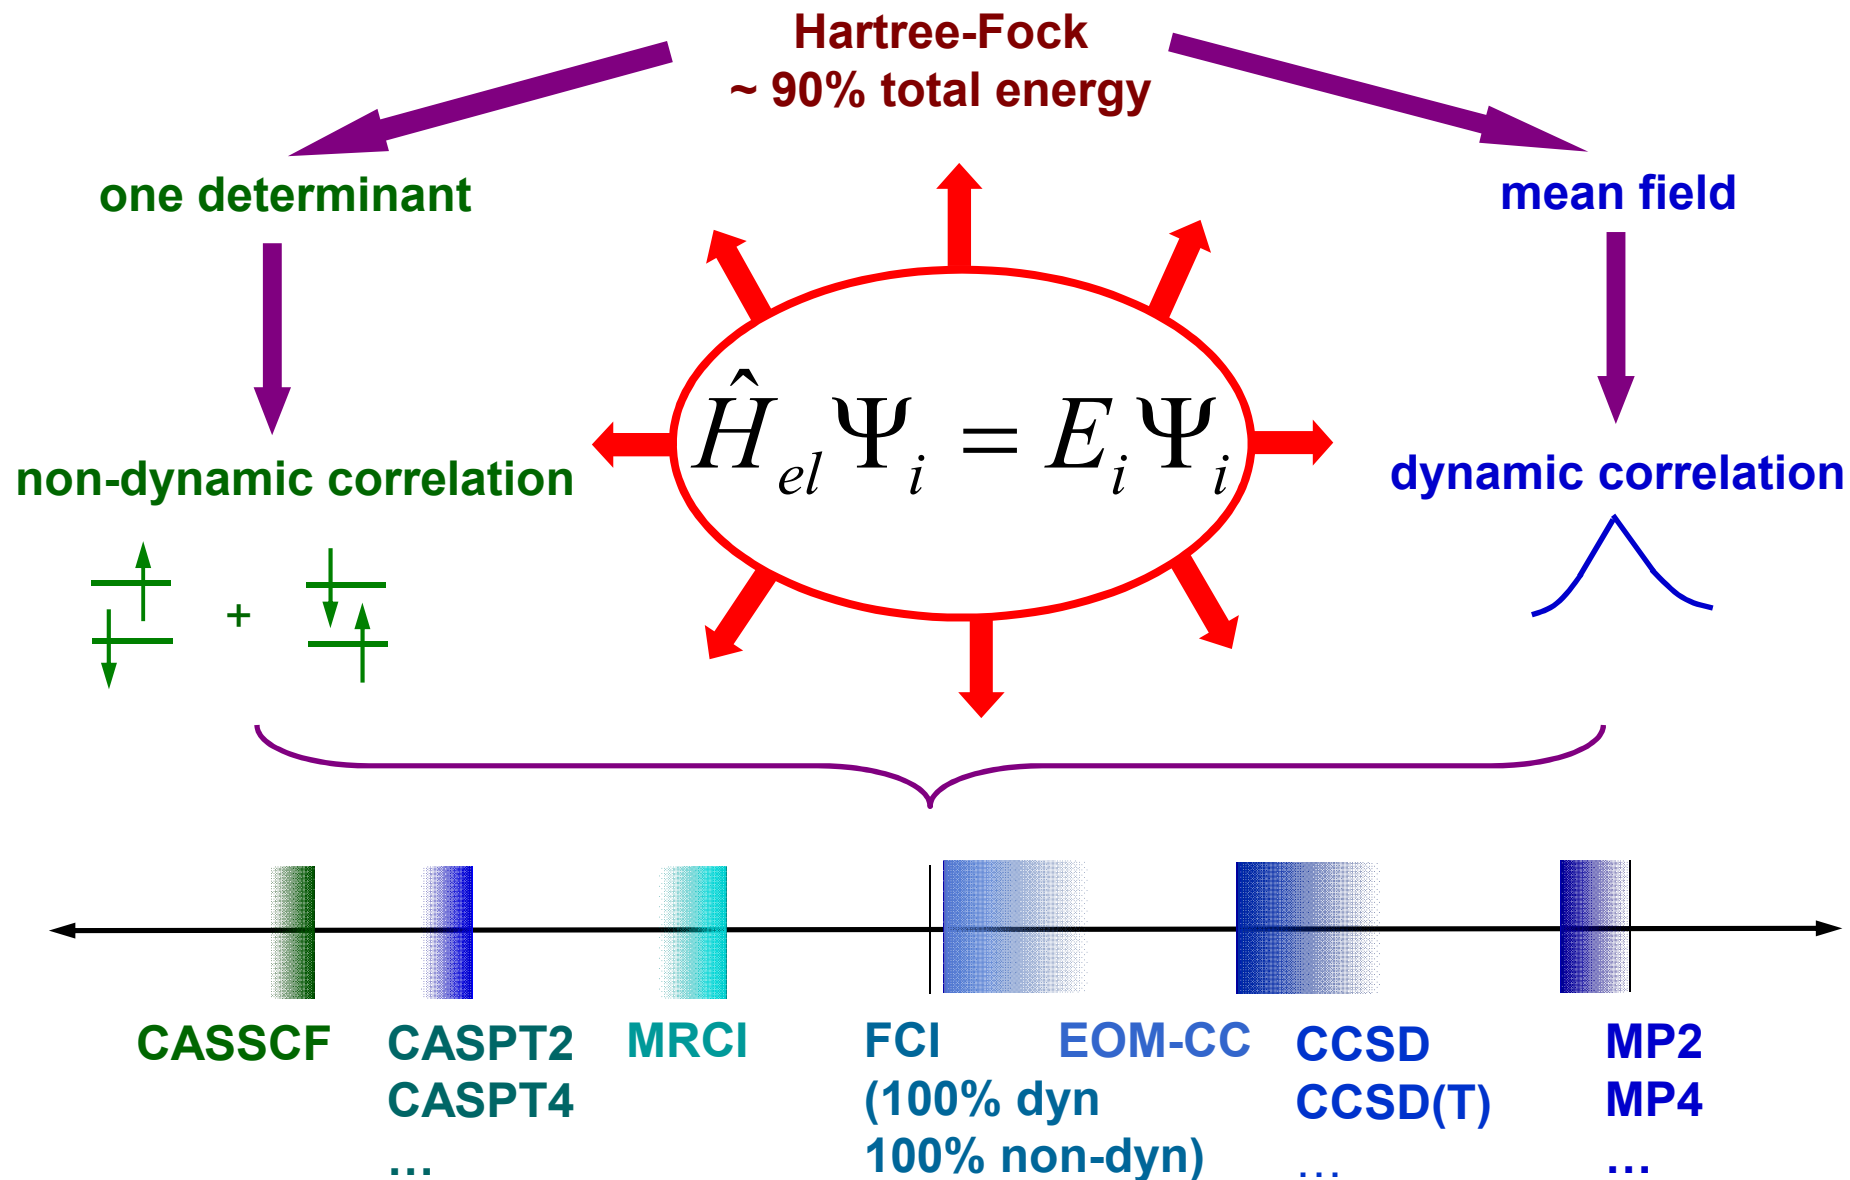 Hartree-Fock
~ 90% total energy
one determinant
mean field
Ĥ_el Ψ_i = E_i Ψ_i
non-dynamic correlation
dynamic correlation
+
CASSCF
CASPT2
CASPT4
…
MRCI
FCI
(100% dyn
100% non-dyn)
EOM-CC
CCSD
CCSD(T)
…
MP2
MP4
…